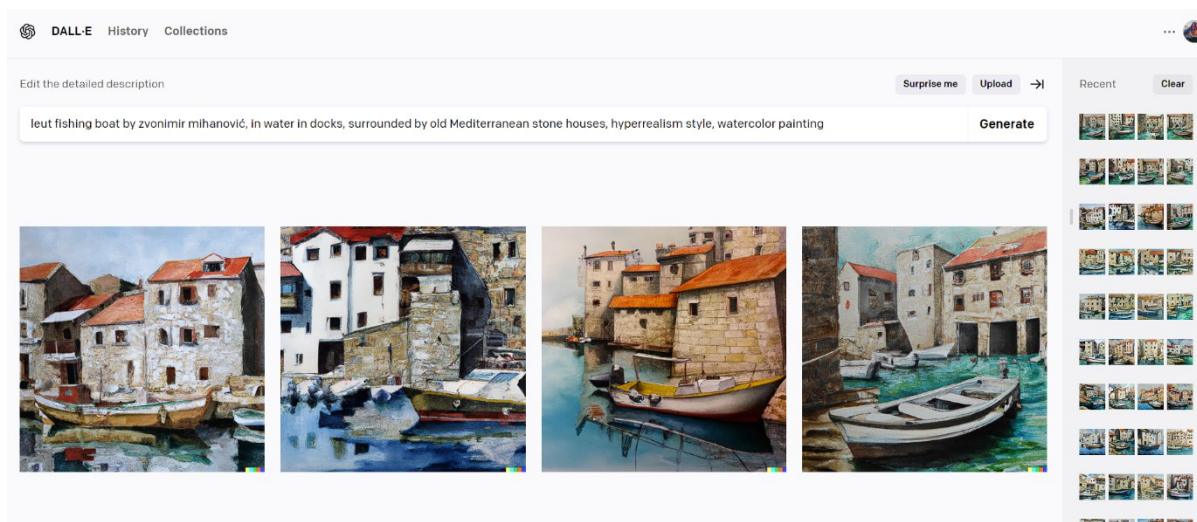 DALL·E History Collections
...
Edit the detailed description
Surprise me
Upload
Recent
Clear
leut fishing boat by zvonimir mihanović, in water in docks, surrounded by old Mediterranean stone houses, hyperrealism style, watercolor painting
Generate